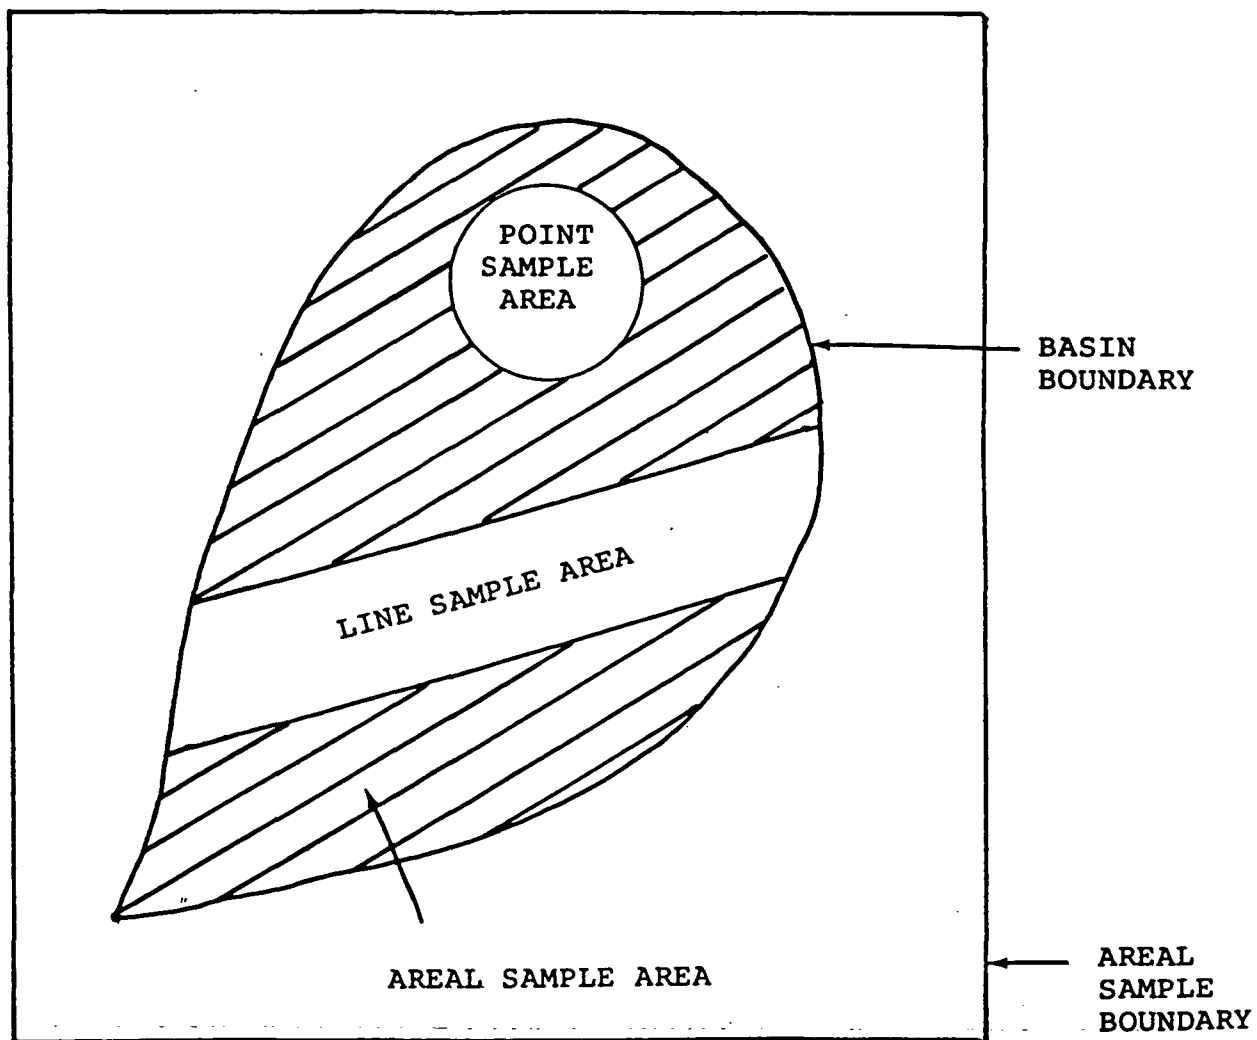 POINT
SAMPLE
AREA
BASIN
BOUNDARY
LINE SAMPLE AREA
AREAL SAMPLE AREA
AREAL
SAMPLE
BOUNDARY